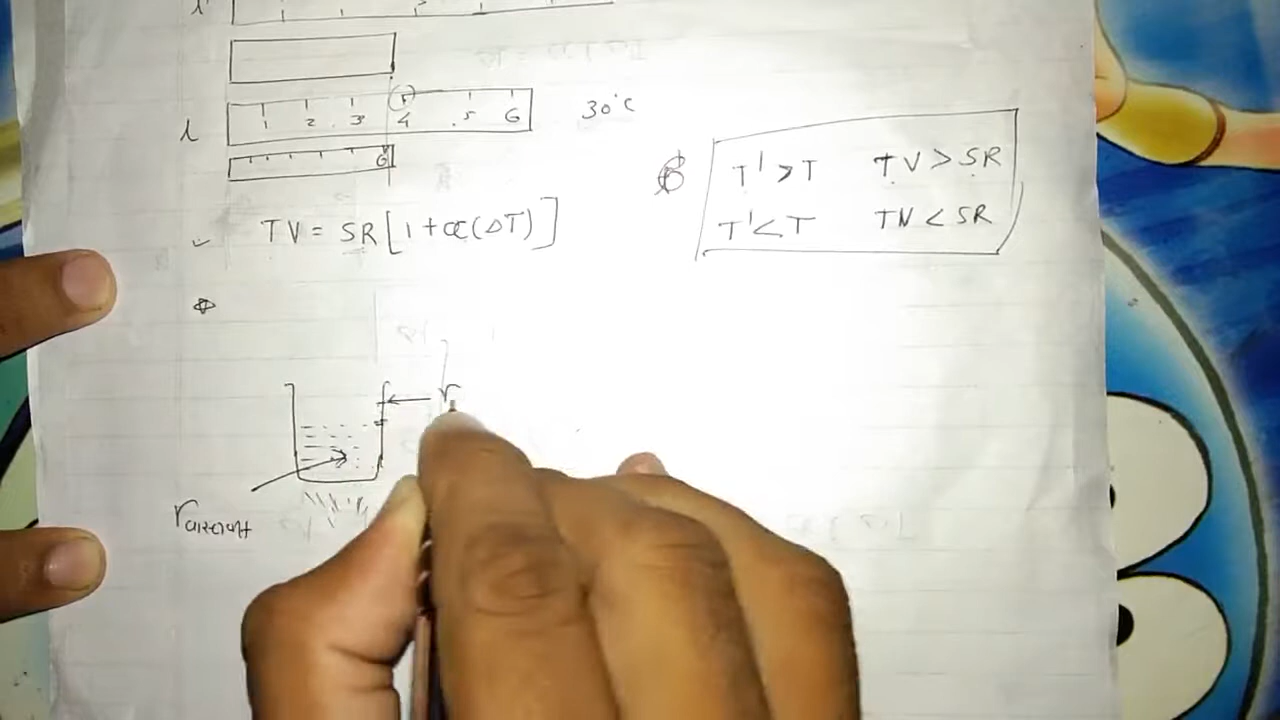 1 2 3 4 5 6 30°C
l
6
T' > T TV > SR
T' < T TV < SR
TV = SR [1 + α(ΔT)]
r